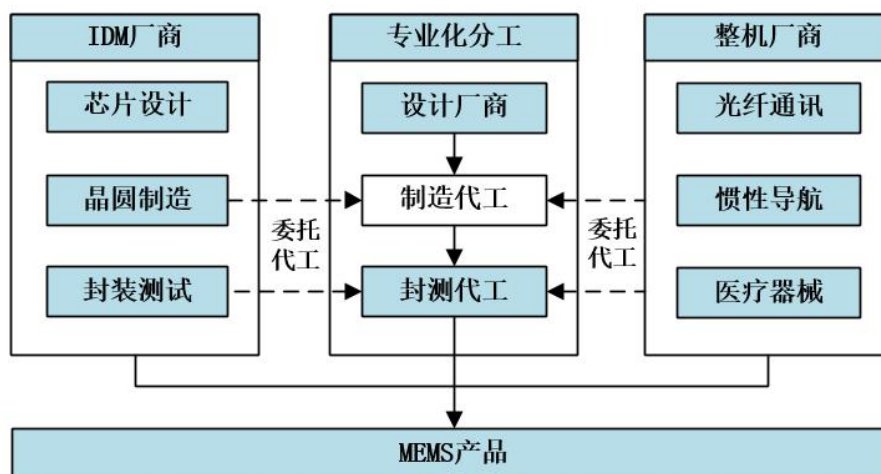 IDM厂商
专业化分工
整机厂商
芯片设计
设计厂商
光纤通讯
晶圆制造
制造代工
惯性导航
委托
代工
委托
代工
封装测试
封测代工
医疗器械
MEMS产品